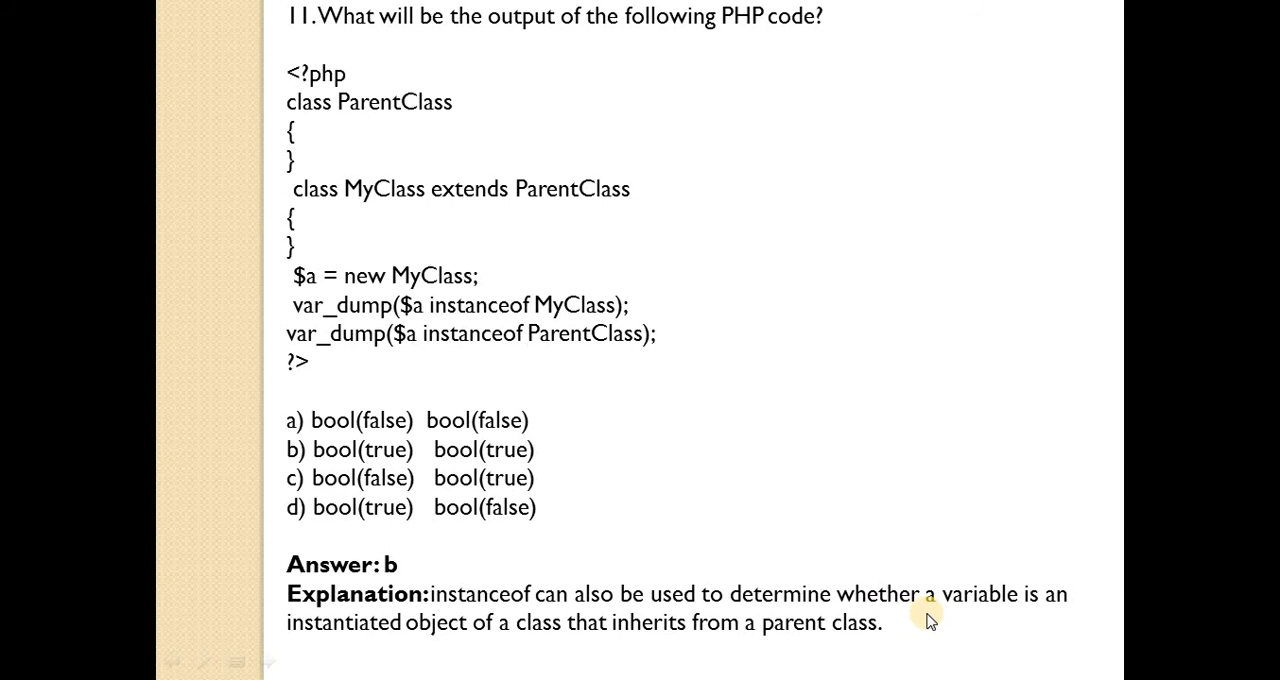 11.What will be the output of the following PHP code?
<?php
class ParentClass
{
}
class MyClass extends ParentClass
{
}
$a = new MyClass;
var_dump($a instanceof MyClass);
var_dump($a instanceof ParentClass);
?>
a) bool(false) bool(false)
b) bool(true) bool(true)
c) bool(false) bool(true)
d) bool(true) bool(false)
Answer: b
Explanation:instanceof can also be used to determine whether a variable is an
instantiated object of a class that inherits from a parent class.